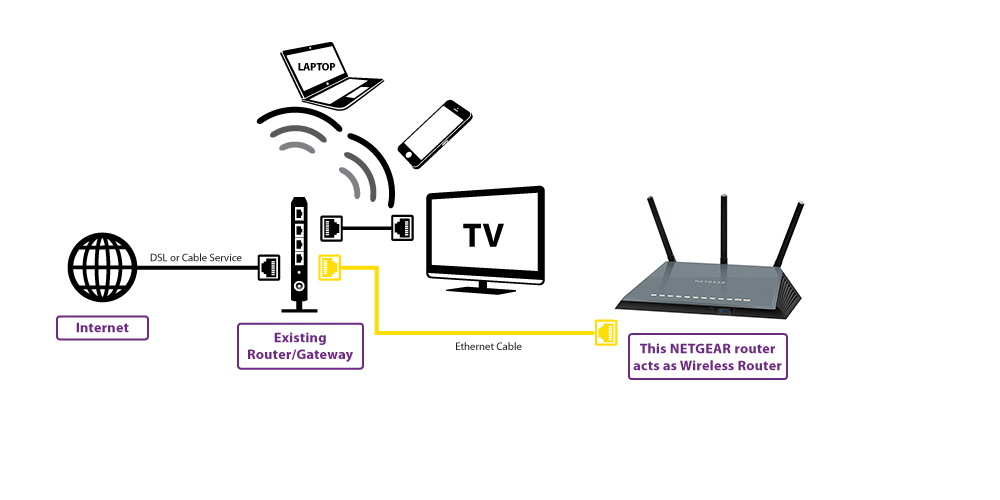 LAPTOP
TV
NETGEAR
DSL or Cable Service
Internet
Existing
Router/Gateway
Ethernet Cable
This NETGEAR router
acts as Wireless Router